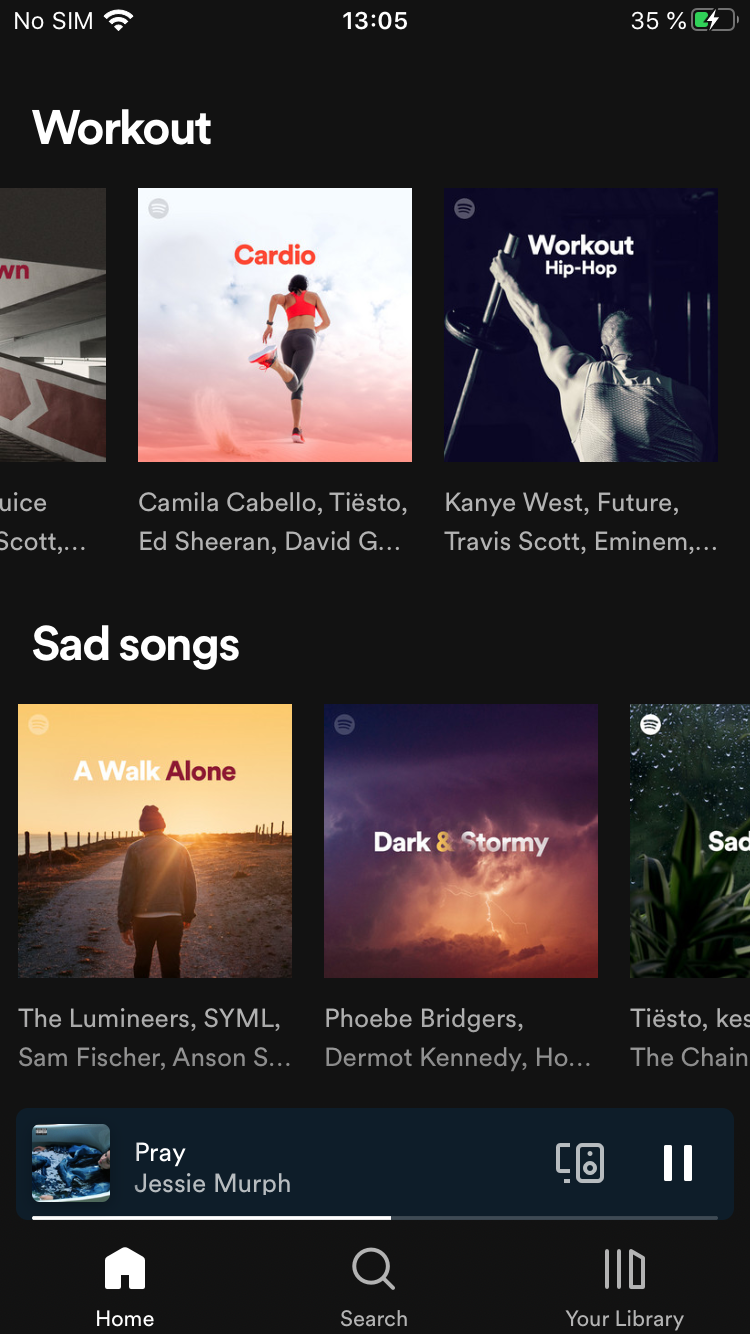 No SIM 13:05 35 %
Workout
wn
Cardio
Workout
Hip-Hop
uice
Scott,...
Camila Cabello, Tiësto,
Ed Sheeran, David G...
Kanye West, Future,
Travis Scott, Eminem,...
Sad songs
A Walk Alone
Dark & Stormy
Sad
The Lumineers, SYML,
Sam Fischer, Anson S...
Phoebe Bridgers,
Dermot Kennedy, Ho...
Tiësto, kes
The Chain
Pray
Jessie Murph
Home
Search
Your Library